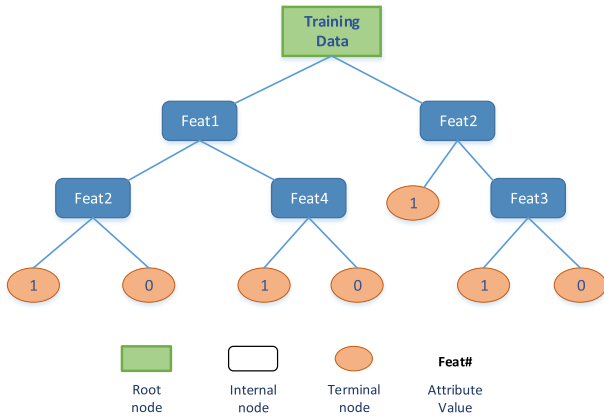 Training
Data
Feat1
Feat2
Feat2
Feat4
1
Feat3
1
0
1
0
1
0
Feat#
Root
node
Internal
node
Terminal
node
Attribute
Value